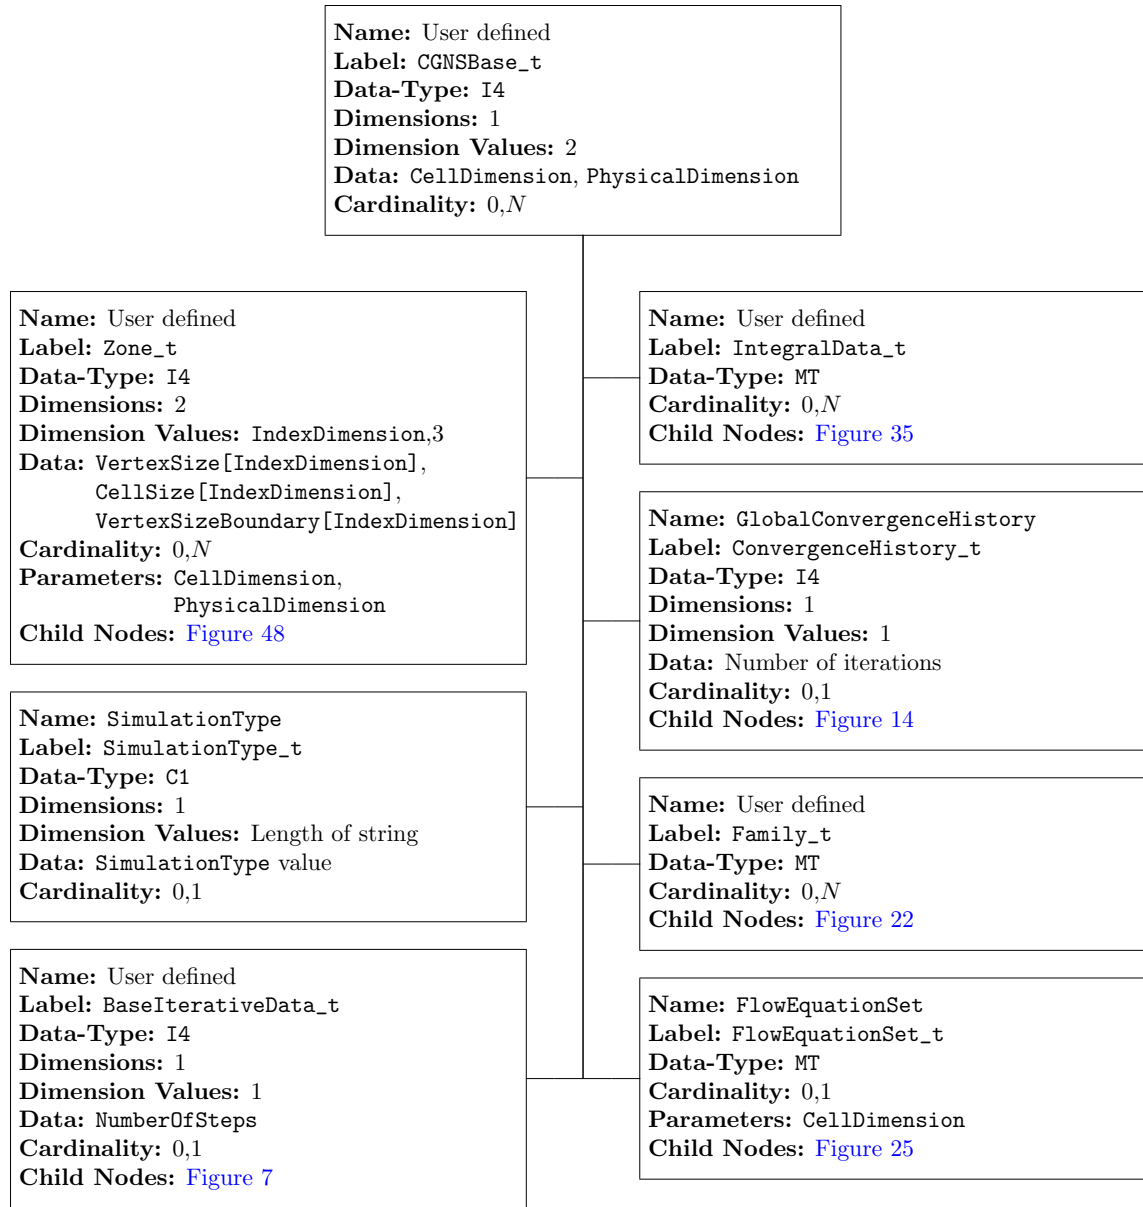 Name: User defined
Label: CGNSBase_t
Data-Type: I4
Dimensions: 1
Dimension Values: 2
Data: CellDimension, PhysicalDimension
Cardinality: 0,N
Name: User defined
Label: Zone_t
Data-Type: I4
Dimensions: 2
Dimension Values: IndexDimension,3
Data: VertexSize[IndexDimension],
CellSize[IndexDimension],
VertexSizeBoundary[IndexDimension]
Cardinality: 0,N
Parameters: CellDimension,
PhysicalDimension
Child Nodes: Figure 48
Name: SimulationType
Label: SimulationType_t
Data-Type: C1
Dimensions: 1
Dimension Values: Length of string
Data: SimulationType value
Cardinality: 0,1
Name: User defined
Label: BaseIterativeData_t
Data-Type: I4
Dimensions: 1
Dimension Values: 1
Data: NumberOfSteps
Cardinality: 0,1
Child Nodes: Figure 7
Name: User defined
Label: IntegralData_t
Data-Type: MT
Cardinality: 0,N
Child Nodes: Figure 35
Name: GlobalConvergenceHistory
Label: ConvergenceHistory_t
Data-Type: I4
Dimensions: 1
Dimension Values: 1
Data: Number of iterations
Cardinality: 0,1
Child Nodes: Figure 14
Name: User defined
Label: Family_t
Data-Type: MT
Cardinality: 0,N
Child Nodes: Figure 22
Name: FlowEquationSet
Label: FlowEquationSet_t
Data-Type: MT
Cardinality: 0,1
Parameters: CellDimension
Child Nodes: Figure 25